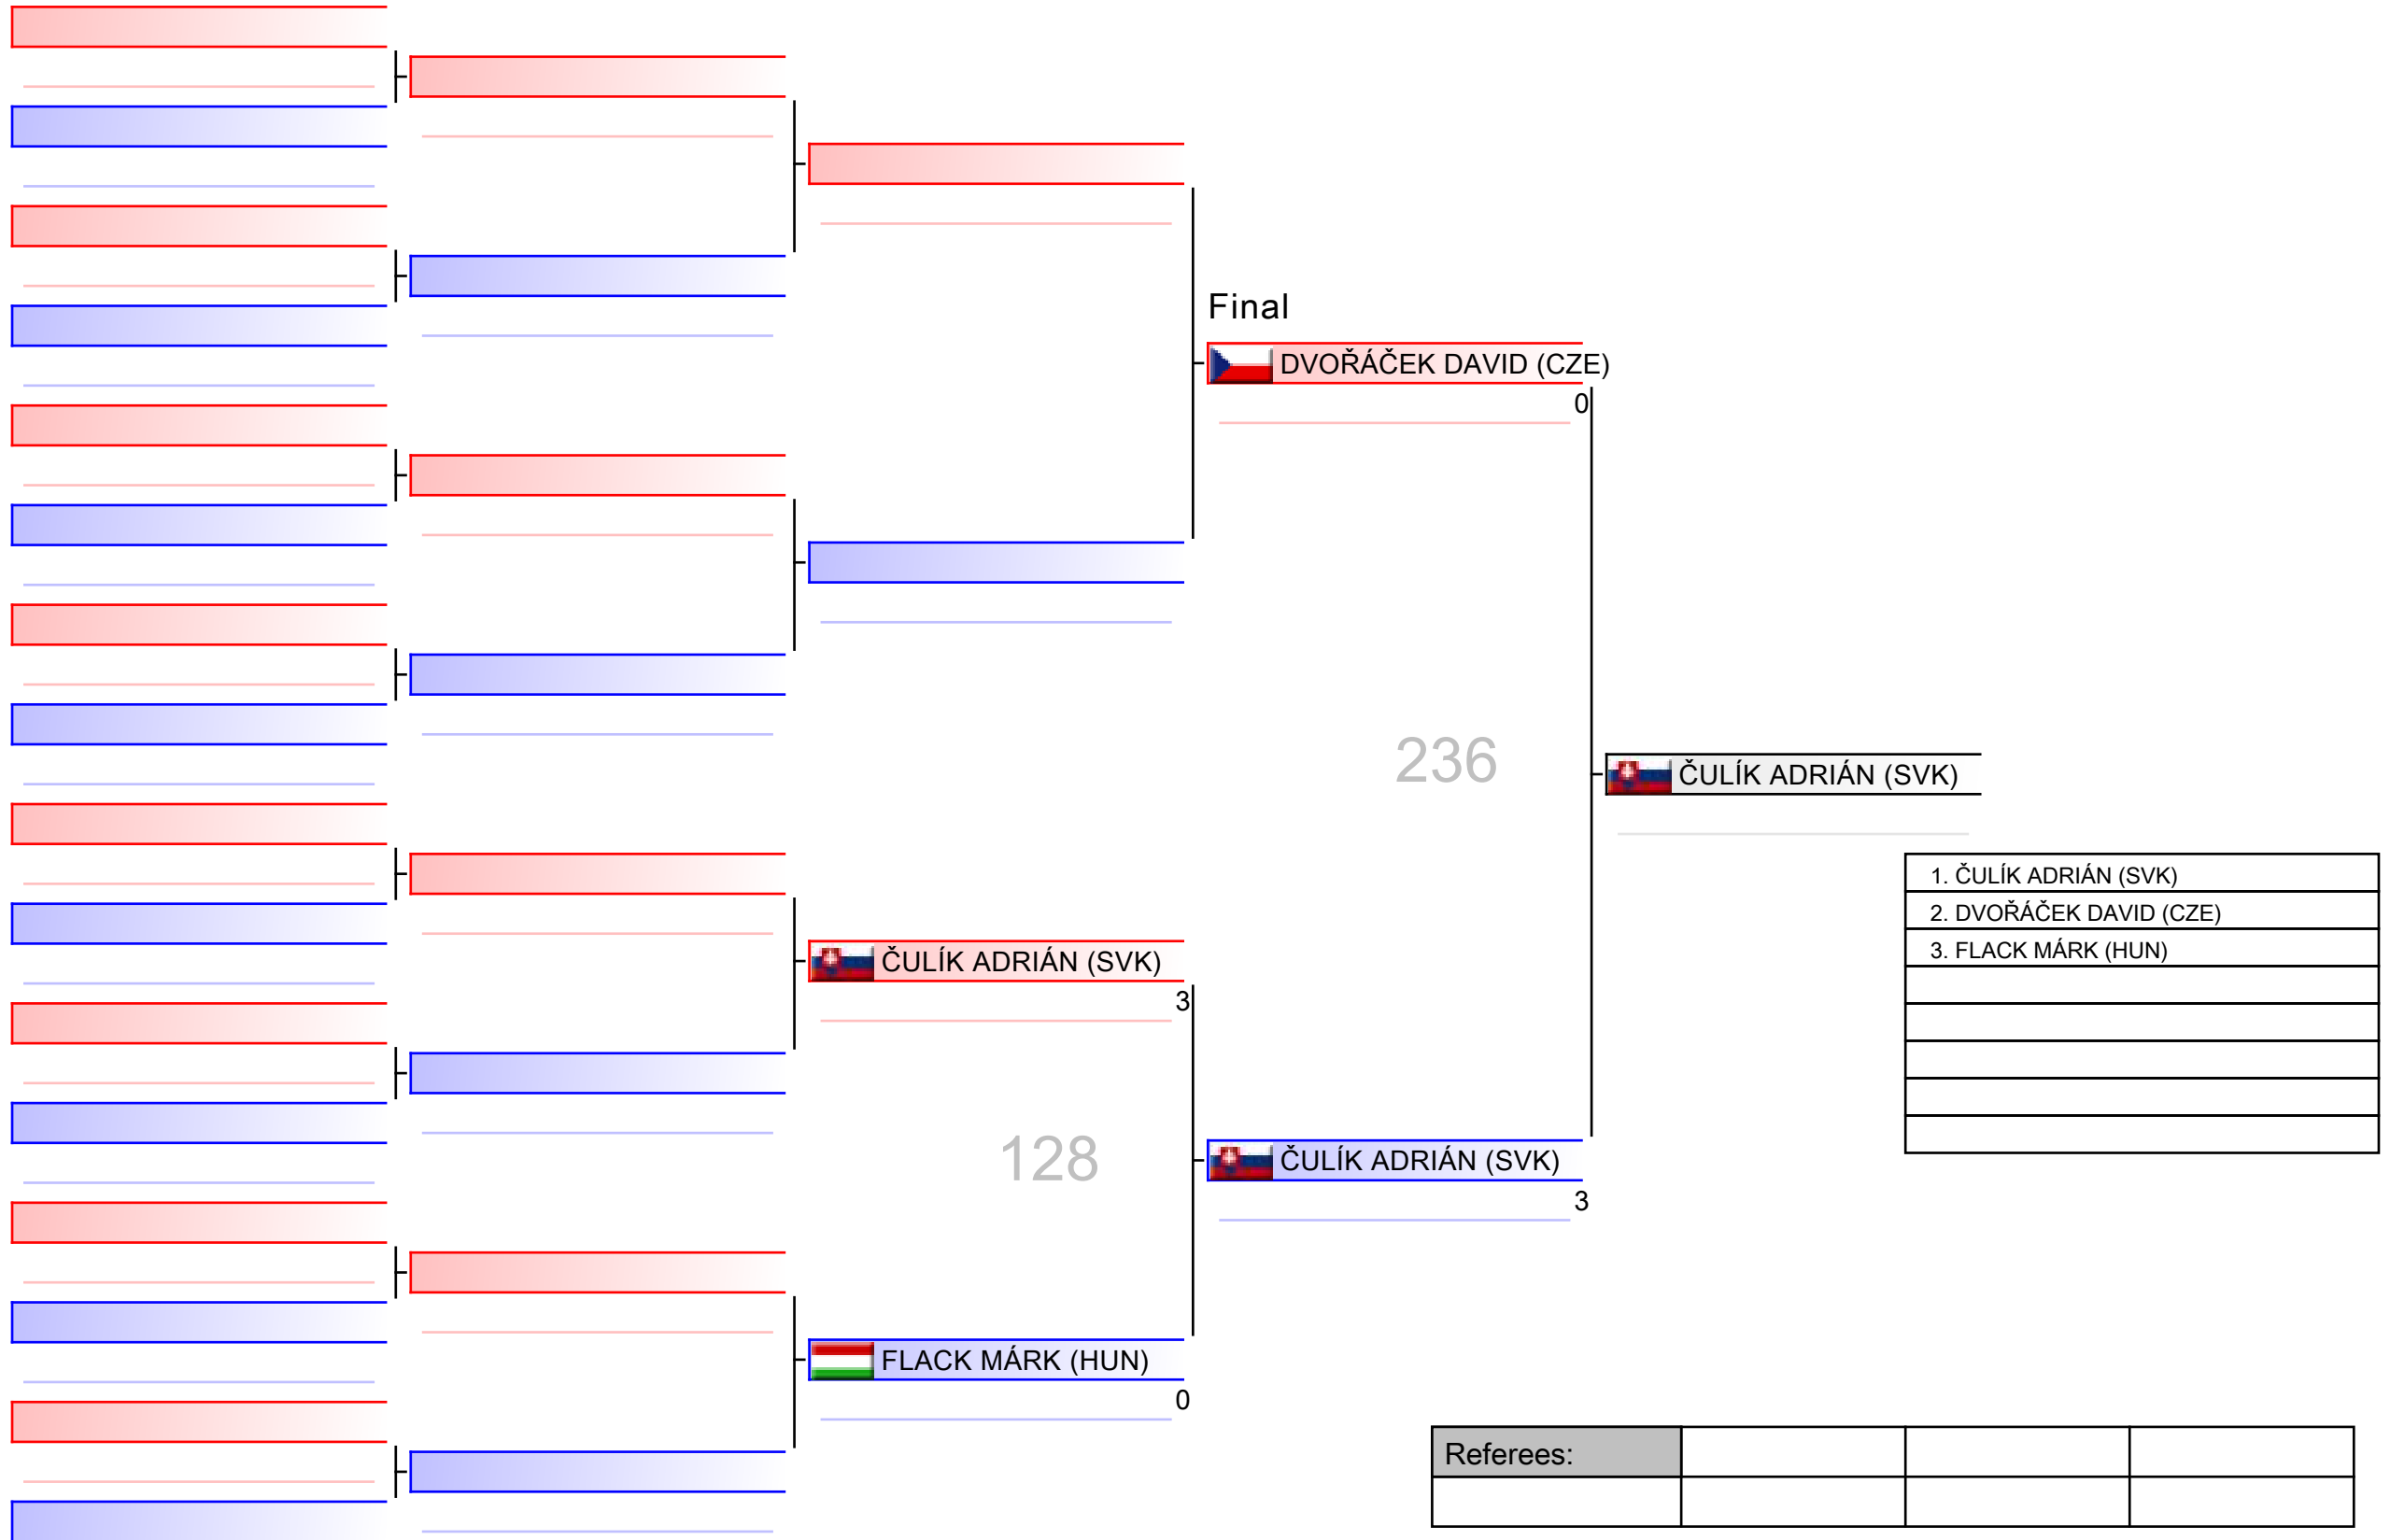 Final
DVOŘÁČEK DAVID (CZE)
0
236
ČULÍK ADRIÁN (SVK)
1. ČULÍK ADRIÁN (SVK)
2. DVOŘÁČEK DAVID (CZE)
3. FLACK MÁRK (HUN)
ČULÍK ADRIÁN (SVK)
3
128
ČULÍK ADRIÁN (SVK)
3
FLACK MÁRK (HUN)
0
Referees: